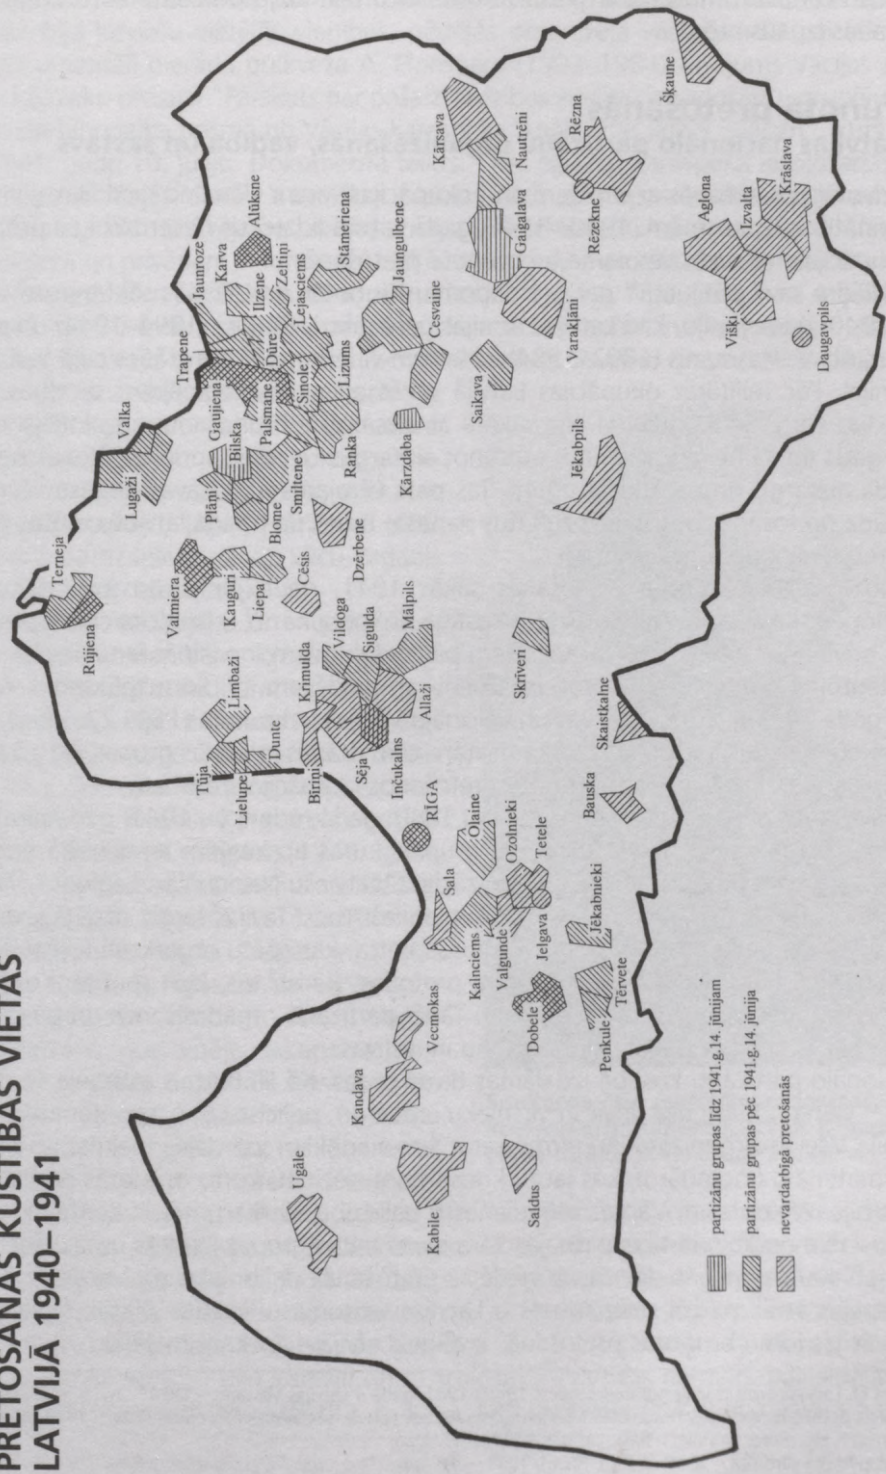 PRETOŠANĀS KUSTĪBAS VIETAS
LATVIJĀ 1940–1941
Ugāle
Kabile
Saldus
Kandava
Vecmokas
Dobele
Penkule
Tērvete
Jēkabnieki
Jelgava
Valgunde
Kalnciems
Sala
Olaine
Ozolnieki
Tetele
Bauska
Skaistkalne
RĪGA
Skrīveri
Inčukalns
Sēja
Allaži
Biriņi
Krimulda
Vildoga
Sigulda
Mālpils
Dunte
Lielupe
Tūja
Limbaži
Rūjiena
Terneja
Valmiera
Kauguri
Liepa
Cēsis
Dzērbene
Lugaži
Valka
Plāņi
Bilska
Blome
Smiltene
Gaujiena
Palsmane
Trapene
Jaunroze
Kara
Alūksne
Ilzene
Zeltiņi
Dūre
Lejasciems
Sinole
Lizums
Ranka
Stāmeriena
Jaungulbene
Cesvaine
Kārzdaba
Saikava
Jēkabpils
Varakļāni
Gaigalava
Nautrēni
Kārsava
Rēzna
Rēzekne
Šķaune
Aglona
Izvalta
Krāslava
Višķi
Daugavpils
partizānu grupas līdz 1941.g.14. jūnijam
partizānu grupas pēc 1941.g.14. jūnija
nevardarbīgā pretošanās